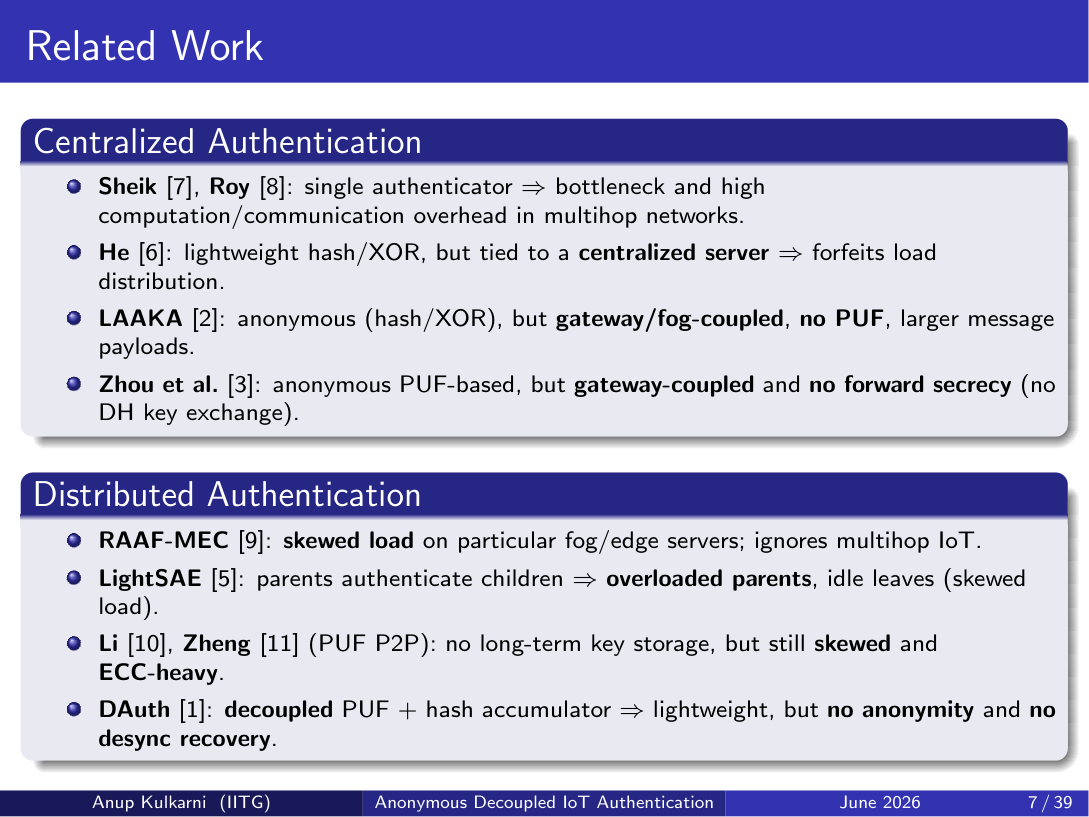 Related Work
Centralized Authentication
Sheik [7], Roy [8]: single authenticator ⇒ bottleneck and high
computation/communication overhead in multihop networks.
He [6]: lightweight hash/XOR, but tied to a centralized server ⇒ forfeits load
distribution.
LAAKA [2]: anonymous (hash/XOR), but gateway/fog-coupled, no PUF, larger message
payloads.
Zhou et al. [3]: anonymous PUF-based, but gateway-coupled and no forward secrecy (no
DH key exchange).
Distributed Authentication
RAAF-MEC [9]: skewed load on particular fog/edge servers; ignores multihop IoT.
LightSAE [5]: parents authenticate children ⇒ overloaded parents, idle leaves (skewed
load).
Li [10], Zheng [11] (PUF P2P): no long-term key storage, but still skewed and
ECC-heavy.
DAuth [1]: decoupled PUF + hash accumulator ⇒ lightweight, but no anonymity and no
desync recovery.
Anup Kulkarni (IITG) Anonymous Decoupled IoT Authentication June 2026 7 / 39